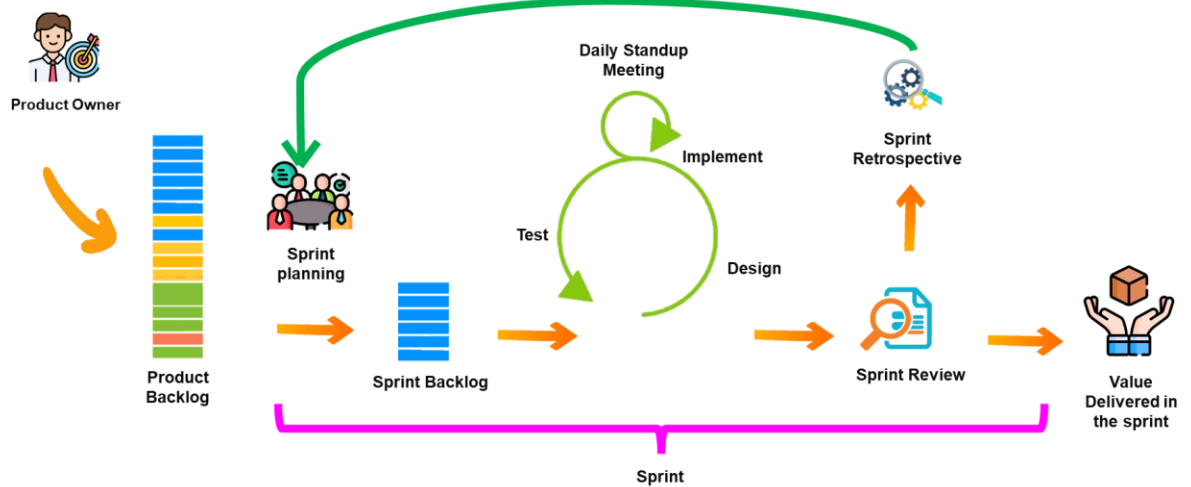 Product Owner
Product
Backlog
Sprint
planning
Sprint Backlog
Daily Standup
Meeting
Implement
Test
Design
Sprint
Retrospective
Sprint Review
Value
Delivered in
the sprint
Sprint